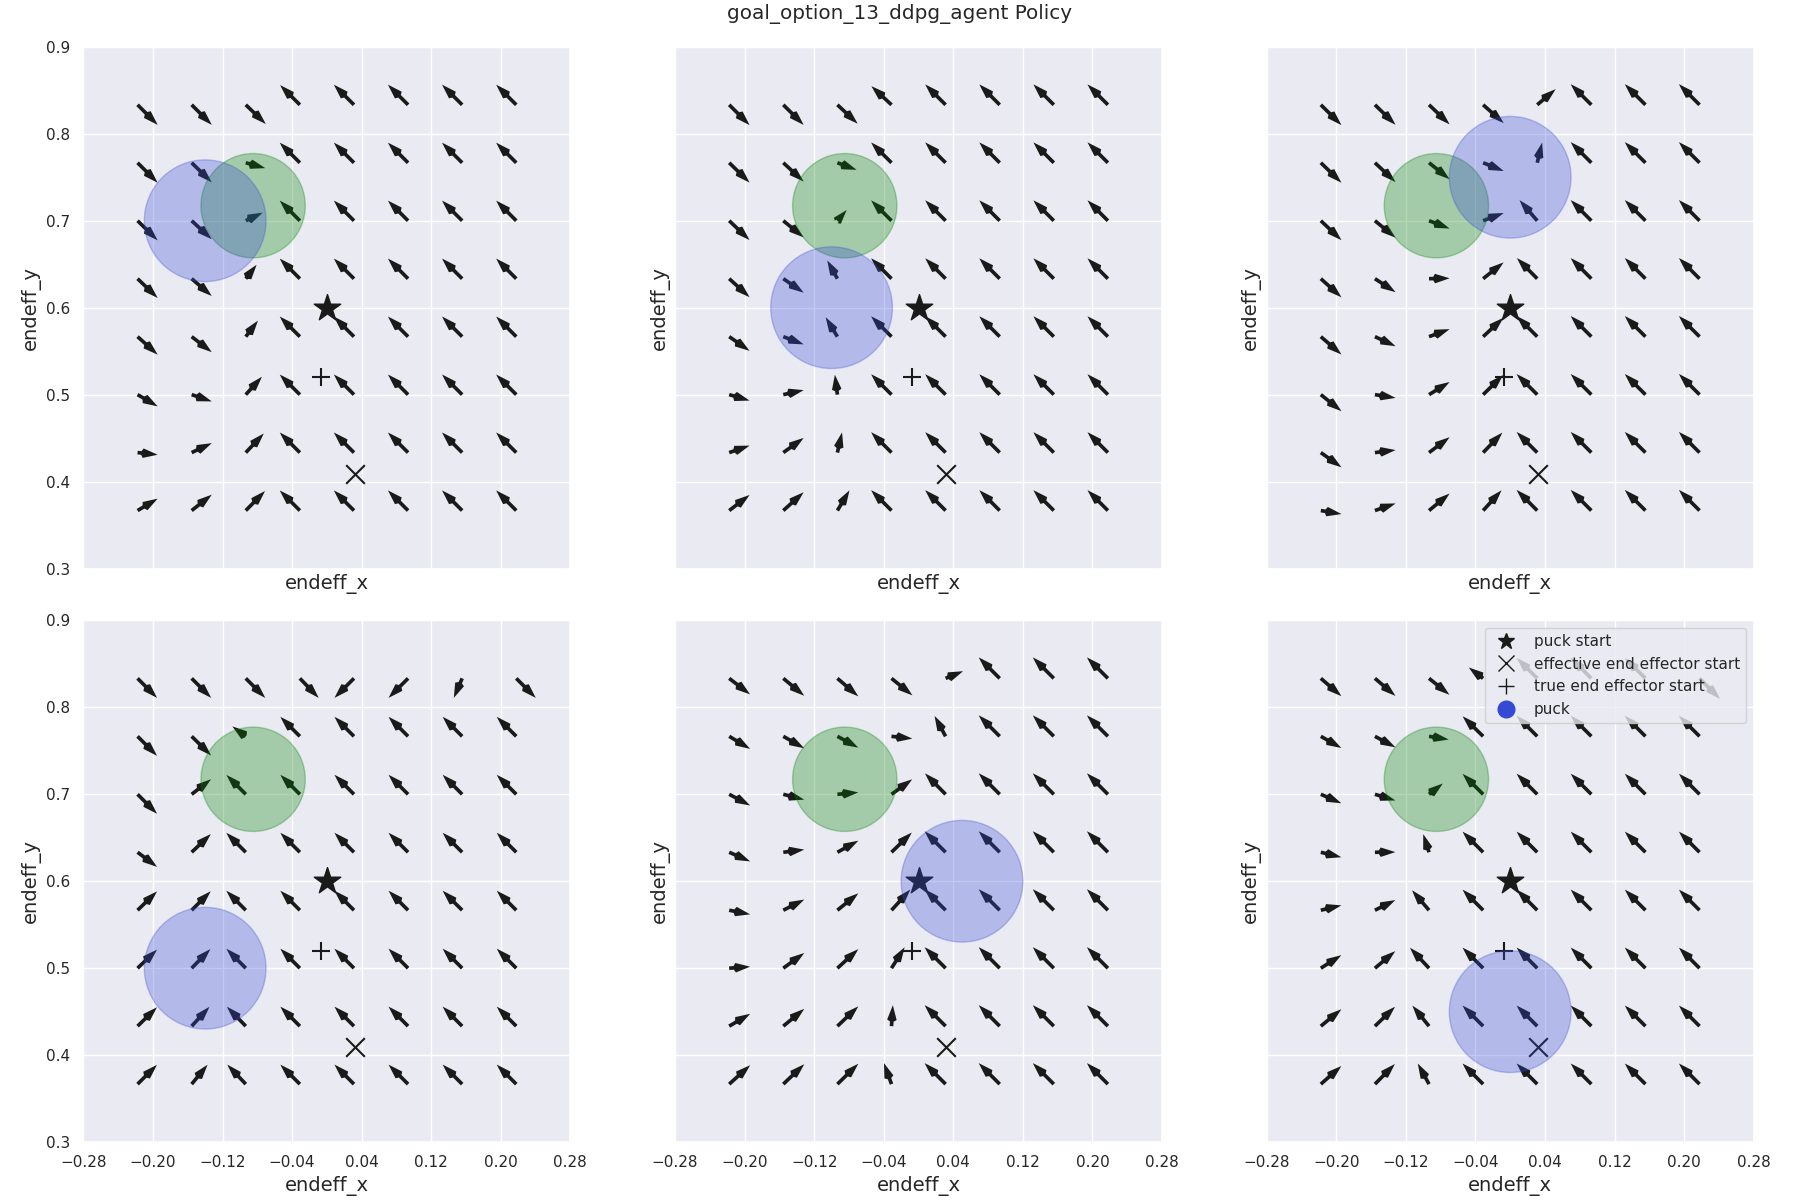 goal_option_13_ddpg_agent Policy
0.9
0.8
0.7
0.6
0.5
0.4
0.3
endeff_y
endeff_x
endeff_y
endeff_x
endeff_y
endeff_x
0.9
0.8
0.7
0.6
0.5
0.4
0.3
endeff_y
−0.28 −0.20 −0.12 −0.04 0.04 0.12 0.20 0.28
endeff_x
endeff_y
−0.28 −0.20 −0.12 −0.04 0.04 0.12 0.20 0.28
endeff_x
puck start
effective end effector start
true end effector start
puck
endeff_y
−0.28 −0.20 −0.12 −0.04 0.04 0.12 0.20 0.28
endeff_x